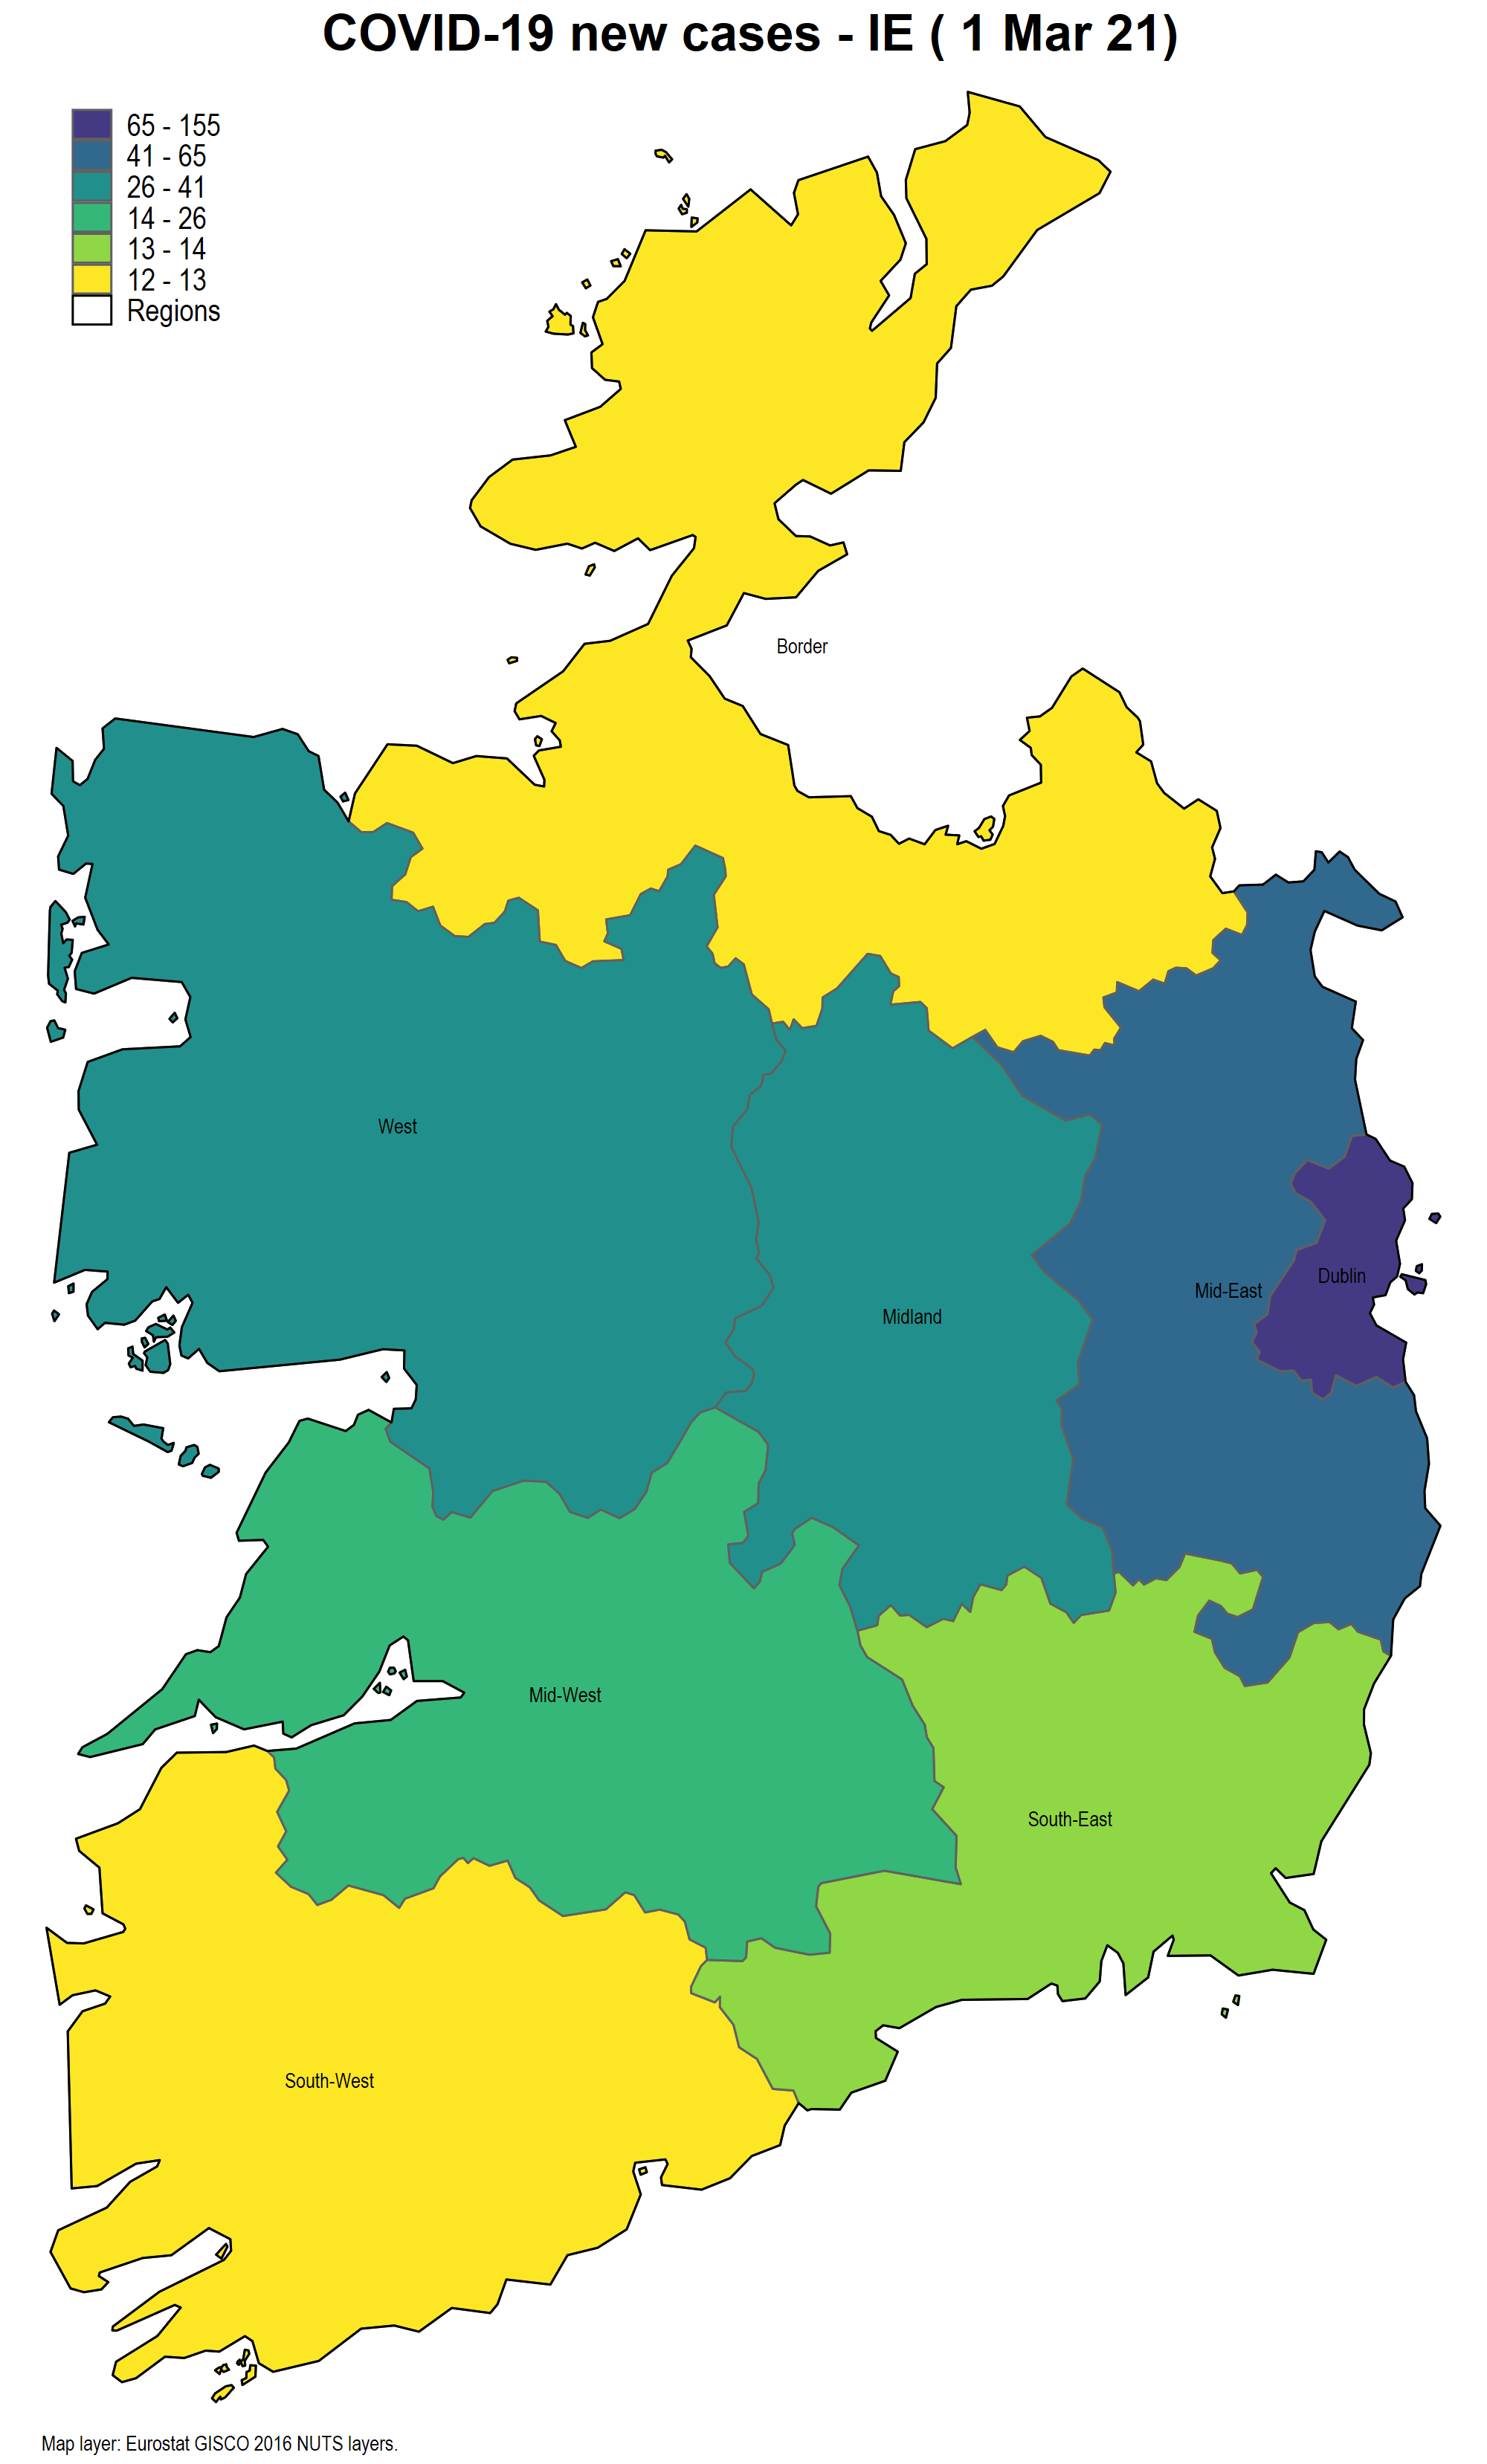 COVID-19 new cases - IE ( 1 Mar 21)
65 - 155
41 - 65
26 - 41
14 - 26
13 - 14
12 - 13
Regions
Border
West
Dublin
Mid-East
Midland
Mid-West
South-East
South-West
Map layer: Eurostat GISCO 2016 NUTS layers.